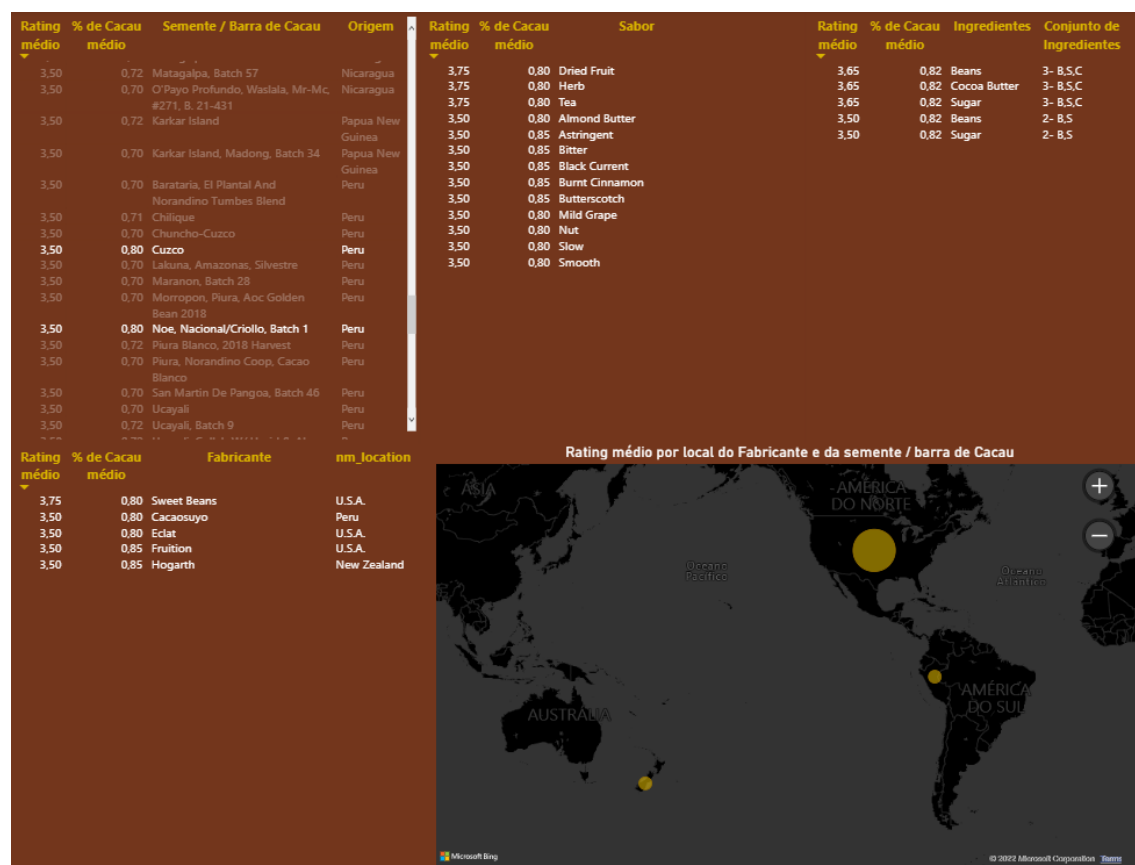 Rating médio % de Cacau médio Semente / Barra de Cacau Origem
3,50 0,72 Matagalpa, Batch 57 Nicaragua
3,50 0,70 O'Payo Profundo, Waslala, Mr-Mc, #271, B. 21-431 Nicaragua
3,50 0,72 Karkar Island Papua New Guinea
3,50 0,70 Karkar Island, Madong, Batch 34 Papua New Guinea
3,50 0,70 Barataria, El Plantal And Norandino Tumbes Blend Peru
3,50 0,71 Chilique Peru
3,50 0,70 Chuncho-Cuzco Peru
3,50 0,80 Cuzco Peru
3,50 0,70 Lakuna, Amazonas, Silvestre Peru
3,50 0,70 Maranon, Batch 28 Peru
3,50 0,70 Morropon, Piura, Aoc Golden Bean 2018 Peru
3,50 0,80 Noe, Nacional/Criollo, Batch 1 Peru
3,50 0,72 Piura Blanco, 2018 Harvest Peru
3,50 0,70 Piura, Norandino Coop, Cacao Blanco Peru
3,50 0,70 San Martin De Pangoa, Batch 46 Peru
3,50 0,70 Ucayali Peru
3,50 0,72 Ucayali, Batch 9 Peru
Rating médio % de Cacau médio Sabor
3,75 0,80 Dried Fruit
3,75 0,80 Herb
3,75 0,80 Tea
3,50 0,80 Almond Butter
3,50 0,85 Astringent
3,50 0,85 Bitter
3,50 0,85 Black Current
3,50 0,85 Burnt Cinnamon
3,50 0,85 Butterscotch
3,50 0,80 Mild Grape
3,50 0,80 Nut
3,50 0,80 Slow
3,50 0,80 Smooth
Rating médio % de Cacau médio Ingredientes Conjunto de Ingredientes
3,65 0,82 Beans 3- B,S,C
3,65 0,82 Cocoa Butter 3- B,S,C
3,65 0,82 Sugar 3- B,S,C
3,50 0,82 Beans 2- B,S
3,50 0,82 Sugar 2- B,S
Rating médio % de Cacau médio Fabricante nm_location
3,75 0,80 Sweet Beans U.S.A.
3,50 0,80 Cacaosuyo Peru
3,50 0,80 Eclat U.S.A.
3,50 0,85 Fruition U.S.A.
3,50 0,85 Hogarth New Zealand
Rating médio por local do Fabricante e da semente / barra de Cacau
ÁSIA
AMÉRICA DO NORTE
Oceano Pacífico
Oceano Atlântico
AUSTRÁLIA
AMÉRICA DO SUL
Microsoft Bing
© 2022 Microsoft Corporation Terms